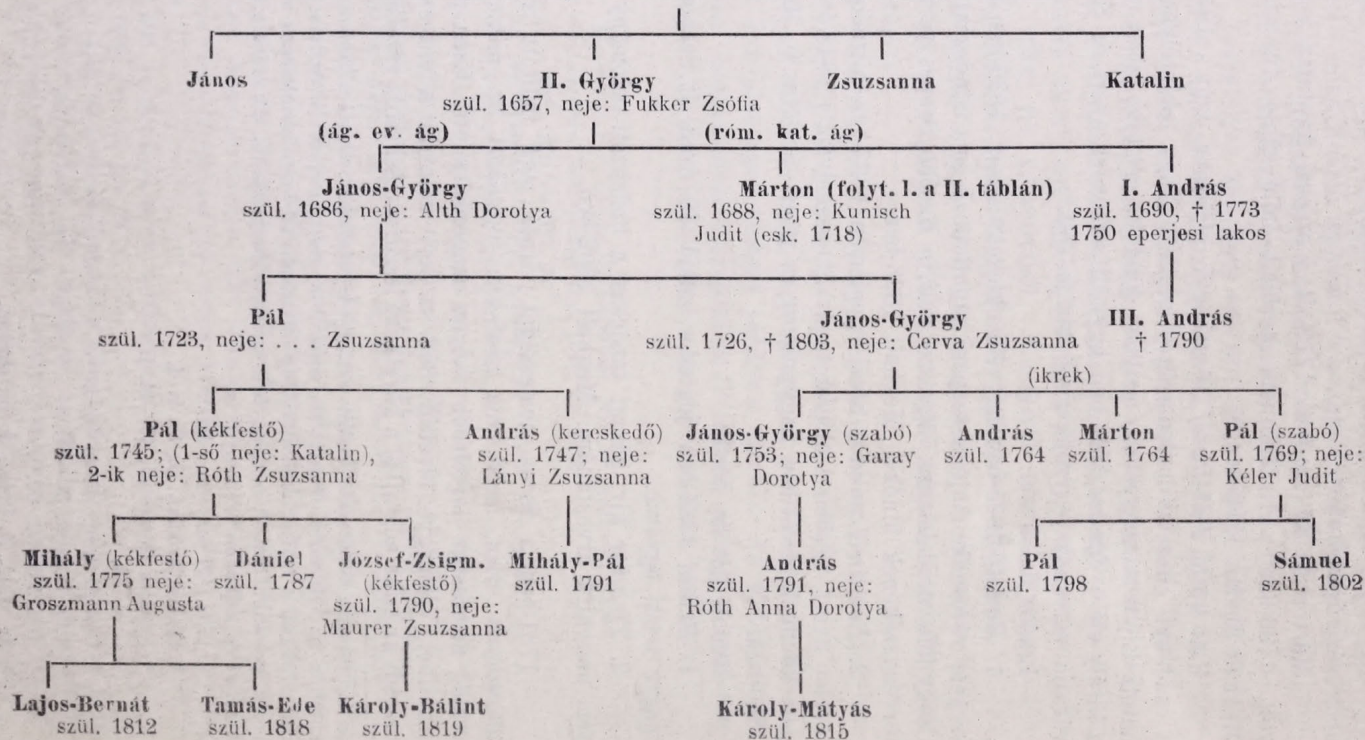 János
II. György
Zsuzsanna
Katalin
szül. 1657, neje: Fukker Zsófia
(ág. ev. ág)
(róm. kat. ág)
János-György
szül. 1686, neje: Alth Dorotya
Márton (folyt. l. a II. táblán)
szül. 1688, neje: Kunisch
Judit (esk. 1718)
I. András
szül. 1690, † 1773
1750 eperjesi lakos
Pál
szül. 1723, neje: . . . Zsuzsanna
János-György
szül. 1726, † 1803, neje: Cerva Zsuzsanna
III. András
† 1790
(ikrek)
Pál (kékfestő)
szül. 1745; (1-ső neje: Katalin),
2-ik neje: Róth Zsuzsanna
András (kereskedő)
szül. 1747; neje:
Lányi Zsuzsanna
János-György (szabó)
szül. 1753; neje: Garay
Dorotya
András
szül. 1764
Márton
szül. 1764
Pál (szabó)
szül. 1769; neje:
Kéler Judit
Mihály (kékfestő)
szül. 1775 neje:
Groszmann Augusta
Dániel
szül. 1787
József-Zsigm.
(kékfestő)
szül. 1790, neje:
Maurer Zsuzsanna
Mihály-Pál
szül. 1791
András
szül. 1791, neje:
Róth Anna Dorotya
Pál
szül. 1798
Sámuel
szül. 1802
Lajos-Bernát
szül. 1812
Tamás-Ede
szül. 1818
Károly-Bálint
szül. 1819
Károly-Mátyás
szül. 1815